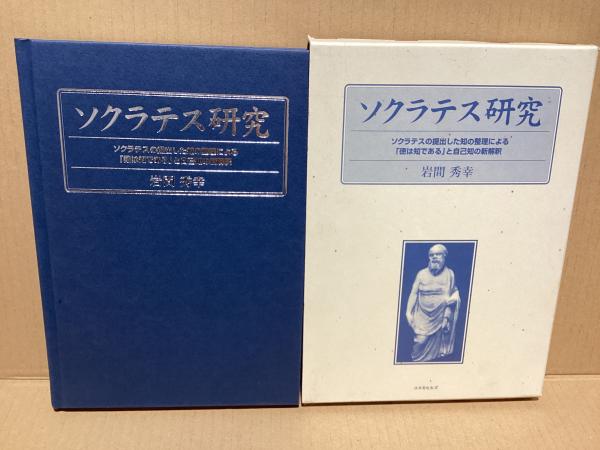 ソクラテス研究
ソクラテスの提出した知の整理による
「徳は知である」と自己知の新解釈
岩間 秀幸
ソクラテス研究
ソクラテスの提出した知の整理による
「徳は知である」と自己知の新解釈
岩間 秀幸